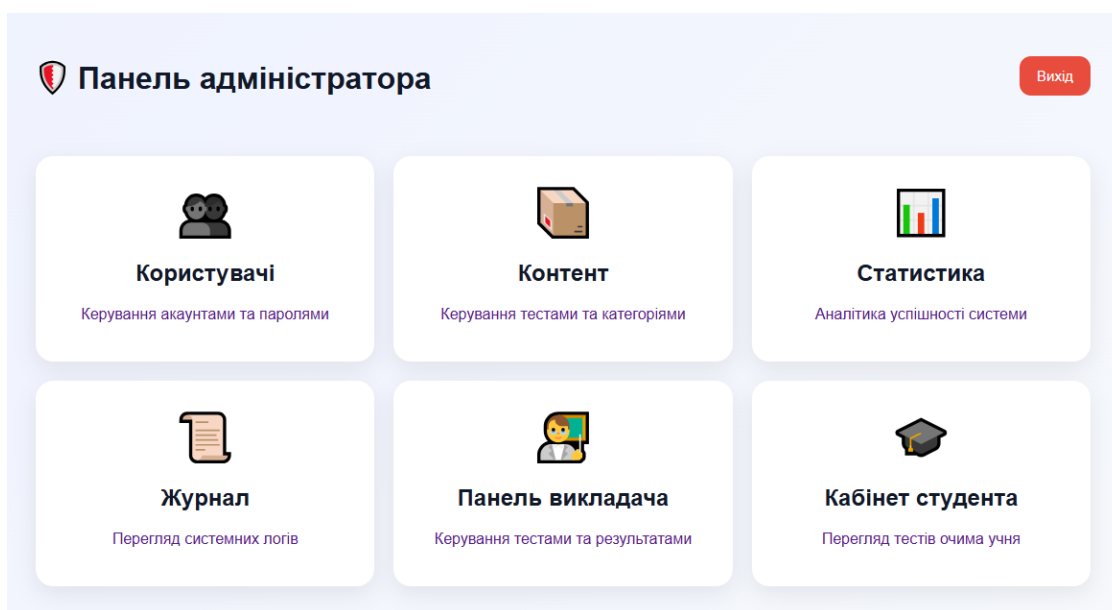 Панель адміністратора
Вихід
Користувачі
Керування акаунтами та паролями
Контент
Керування тестами та категоріями
Статистика
Аналітика успішності системи
Журнал
Перегляд системних логів
Панель викладача
Керування тестами та результатами
Кабінет студента
Перегляд тестів очима учня